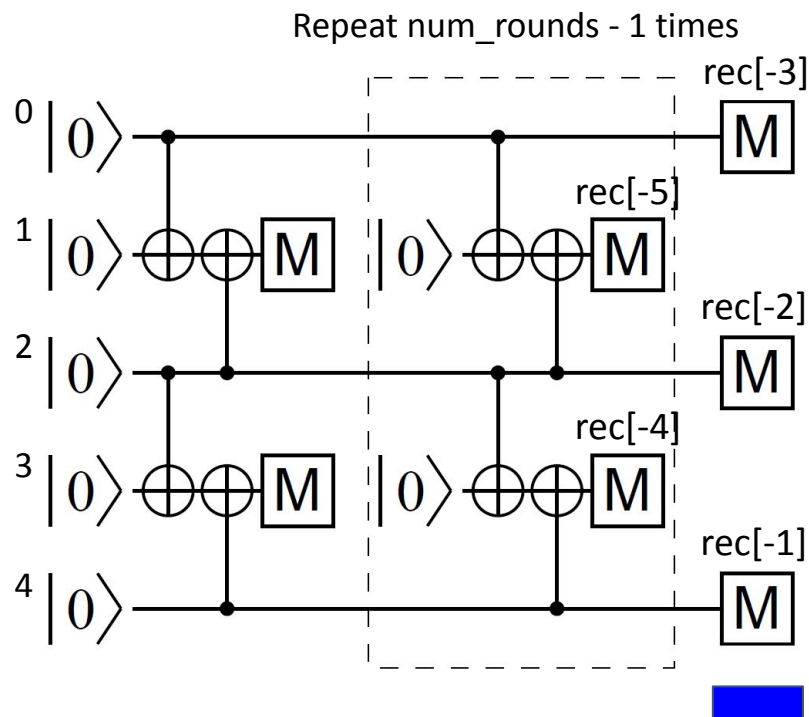 Repeat num_rounds - 1 times
rec[-3]
0 |0⟩ M
rec[-5]
1 |0⟩ M |0⟩ M
rec[-2]
2 |0⟩ M
rec[-4]
3 |0⟩ M |0⟩ M
rec[-1]
4 |0⟩ M